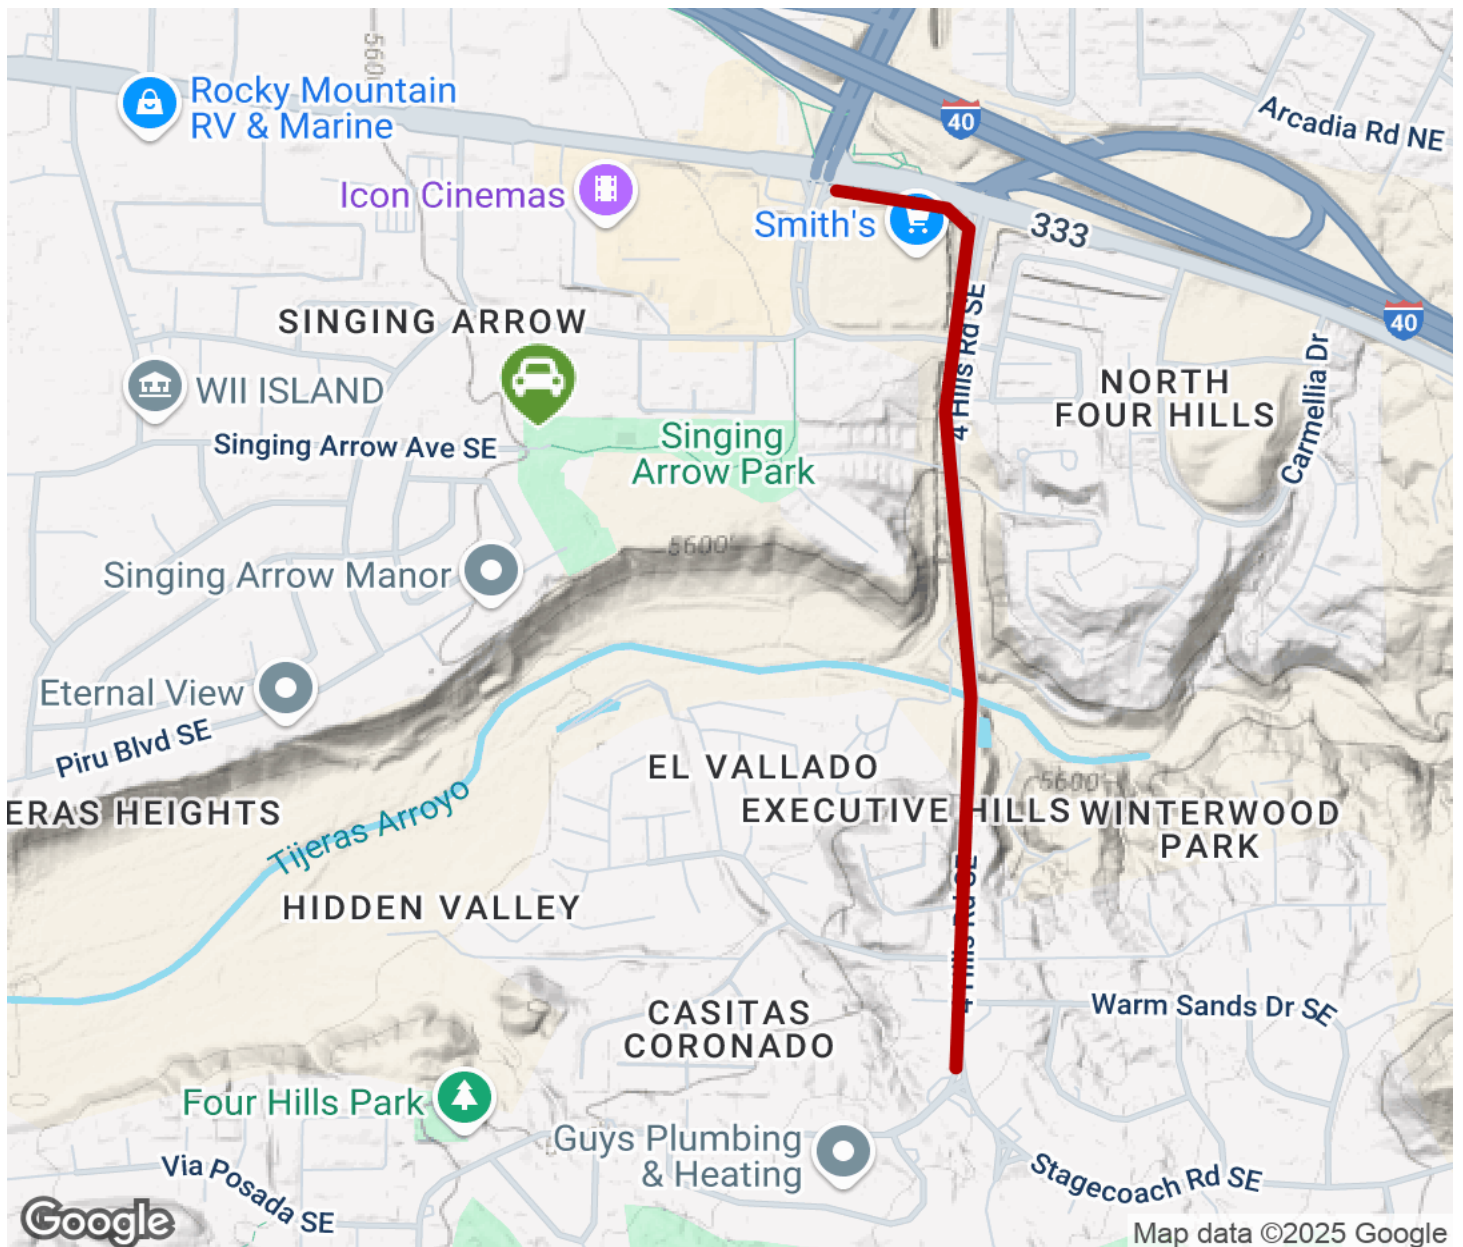 560
Rocky Mountain
RV & Marine
40
Arcadia Rd NE
Icon Cinemas
Smith's
333
40
SINGING ARROW
4 Hills Rd SE
WII ISLAND
NORTH
FOUR HILLS
Carmellia Dr
Singing Arrow Ave SE
Singing
Arrow Park
5600'
Singing Arrow Manor
Eternal View
Piru Blvd SE
EL VALLADO
5600'
ERAS HEIGHTS
EXECUTIVE HILLS
WINTERWOOD
PARK
Tijeras Arroyo
HIDDEN VALLEY
4 Hills Rd SE
CASITAS
CORONADO
Warm Sands Dr SE
Four Hills Park
Guys Plumbing
& Heating
Via Posada SE
Stagecoach Rd SE
Google
Map data ©2025 Google